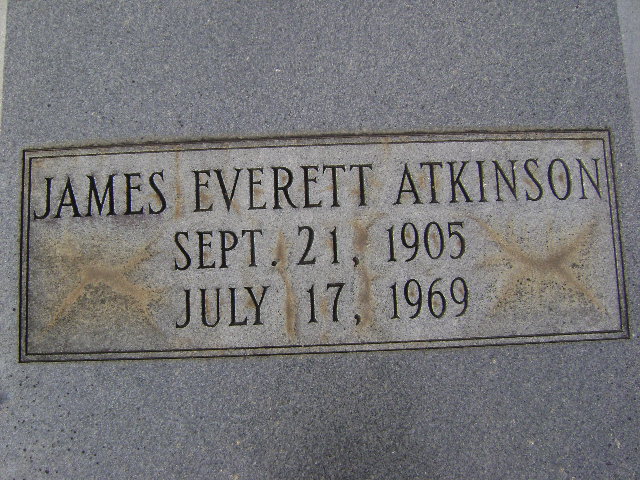 JAMES EVERETT ATKINSON
SEPT. 21, 1905
JULY 17, 1969